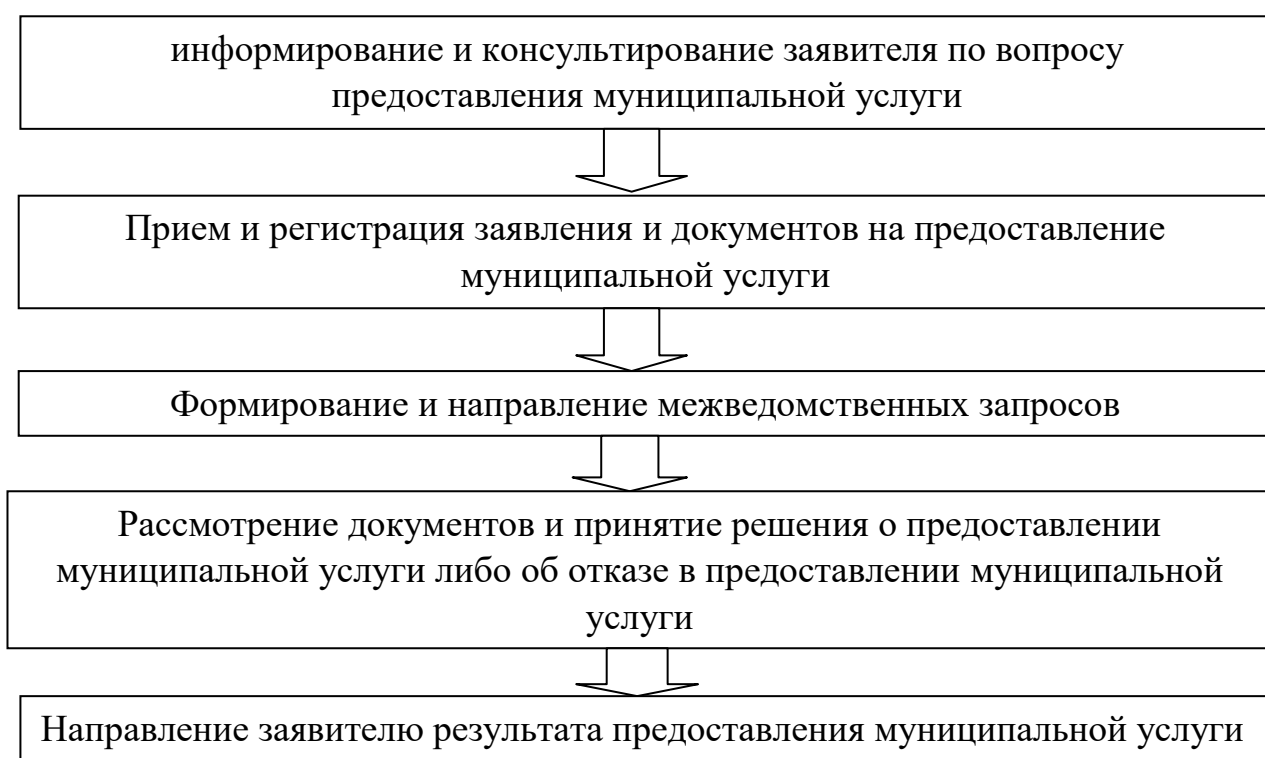 информирование и консультирование заявителя по вопросу
предоставления муниципальной услуги
Прием и регистрация заявления и документов на предоставление
муниципальной услуги
Формирование и направление межведомственных запросов
Рассмотрение документов и принятие решения о предоставлении
муниципальной услуги либо об отказе в предоставлении муниципальной
услуги
Направление заявителю результата предоставления муниципальной услуги